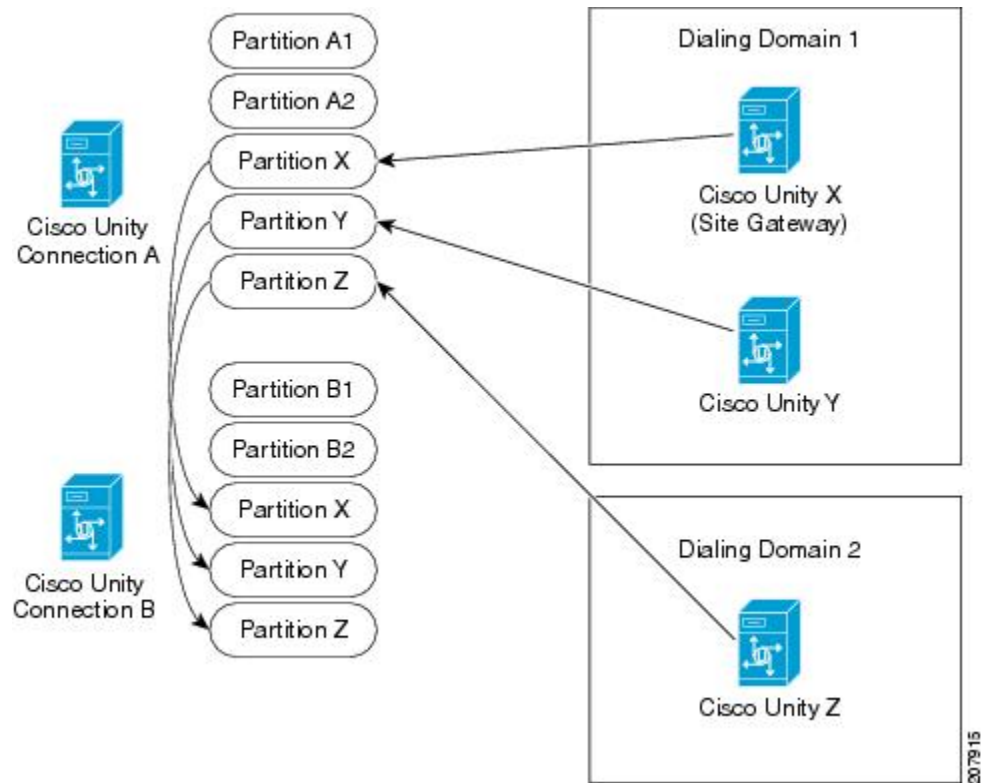 Partition A1
Partition A2
Partition X
Partition Y
Partition Z
Cisco Unity
Connection A
Partition B1
Partition B2
Partition X
Partition Y
Partition Z
Cisco Unity
Connection B
Dialing Domain 1
Cisco Unity X
(Site Gateway)
Cisco Unity Y
Dialing Domain 2
Cisco Unity Z
207915